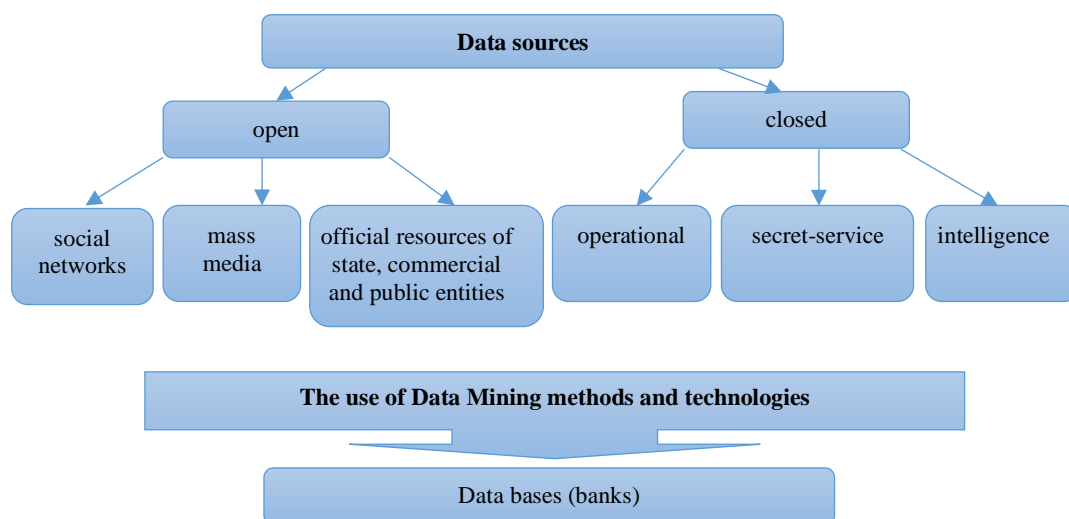 Data sources
open
closed
social
networks
mass
media
official resources of
state, commercial
and public entities
operational
secret-service
intelligence
The use of Data Mining methods and technologies
Data bases (banks)